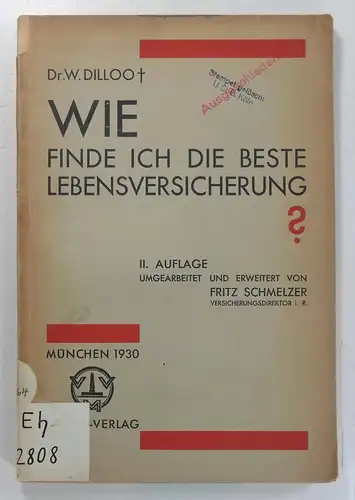 Dr. W. DILLOO †
Ausgeschieden
WIE
FINDE ICH DIE BESTE
LEBENSVERSICHERUNG
?
II. AUFLAGE
UMGEARBEITET UND ERWEITERT VON
FRITZ SCHMELZER
VERSICHERUNGSDIREKTOR i. R.
MÜNCHEN 1930
-VERLAG
Eh
2808